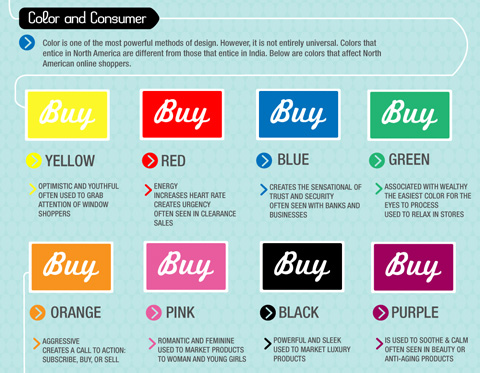 Color and Consumer
Color is one of the most powerful methods of design. However, it is not entirely universal. Colors that
entice in North America are different from those that entice in India. Below are colors that affect North
American online shoppers.
Buy
Buy
Buy
Buy
YELLOW
RED
BLUE
GREEN
OPTIMISTIC AND YOUTHFUL
OFTEN USED TO GRAB
ATTENTION OF WINDOW
SHOPPERS
ENERGY
INCREASES HEART RATE
CREATES URGENCY
OFTEN SEEN IN CLEARANCE
SALES
CREATES THE SENSATIONAL OF
TRUST AND SECURITY
OFTEN SEEN WITH BANKS AND
BUSINESSES
ASSOCIATED WITH WEALTHY
THE EASIEST COLOR FOR THE
EYES TO PROCESS
USED TO RELAX IN STORES
Buy
Buy
Buy
Buy
ORANGE
PINK
BLACK
PURPLE
AGGRESSIVE
CREATES A CALL TO ACTION:
SUBSCRIBE, BUY, OR SELL
ROMANTIC AND FEMININE
USED TO MARKET PRODUCTS
TO WOMAN AND YOUNG GIRLS
POWERFUL AND SLEEK
USED TO MARKET LUXURY
PRODUCTS
IS USED TO SOOTHE & CALM
OFTEN SEEN IN BEAUTY OR
ANTI-AGING PRODUCTS